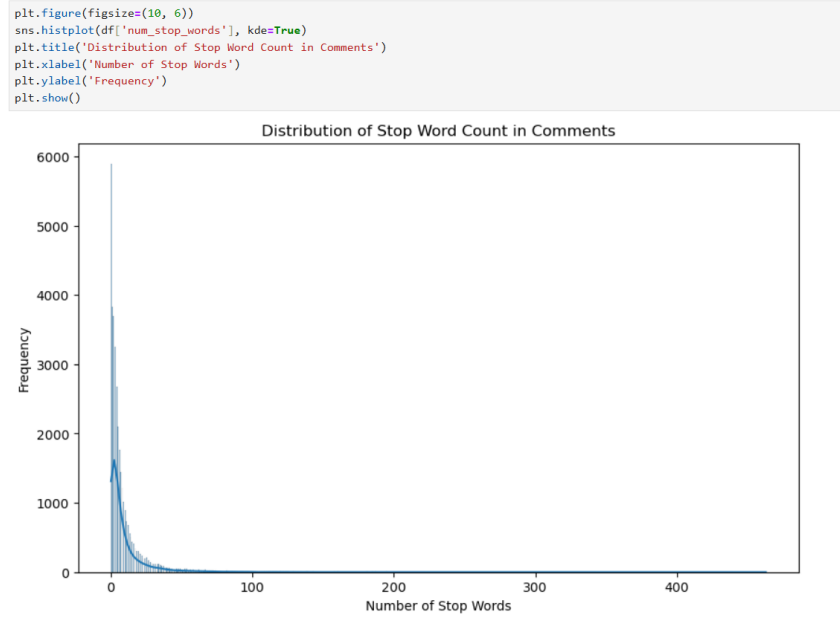 plt.figure(figsize=(10, 6))
sns.histplot(df['num_stop_words'], kde=True)
plt.title('Distribution of Stop Word Count in Comments')
plt.xlabel('Number of Stop Words')
plt.ylabel('Frequency')
plt.show()
Distribution of Stop Word Count in Comments
6000
5000
4000
3000
2000
1000
0
Frequency
0 100 200 300 400
Number of Stop Words